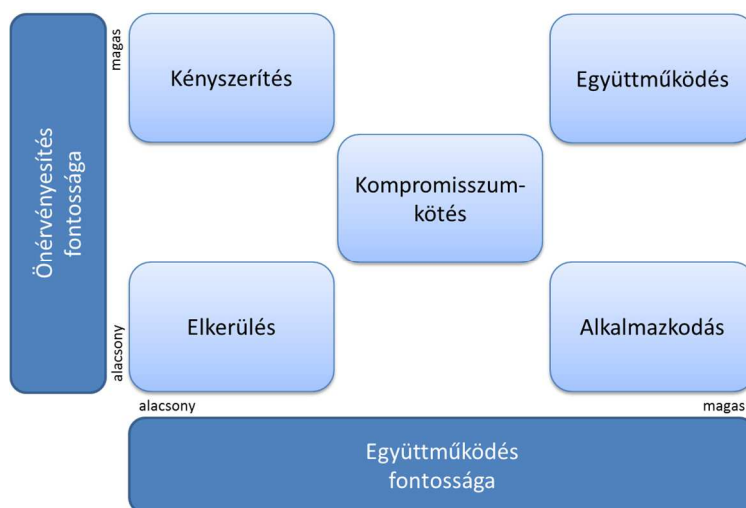 Önérvényesítés
fontossága
magas
alacsony
Kényszerítés
Együttműködés
Kompromisszum-
kötés
Elkerülés
Alkalmazkodás
alacsony
magas
Együttműködés
fontossága